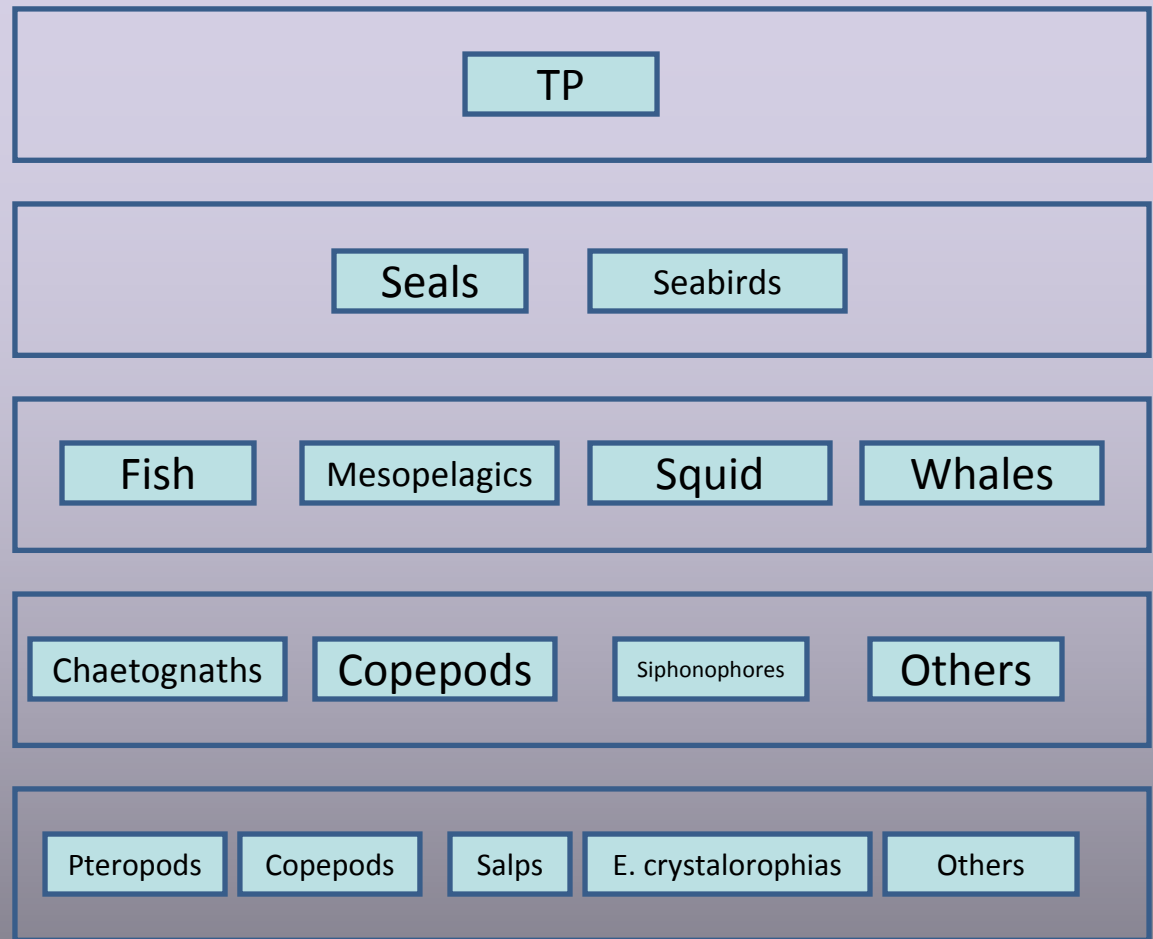 TP
Seals
Seabirds
Fish
Mesopelagics
Squid
Whales
Chaetognaths
Copepods
Siphonophores
Others
Pteropods
Copepods
Salps
E. crystalorophias
Others